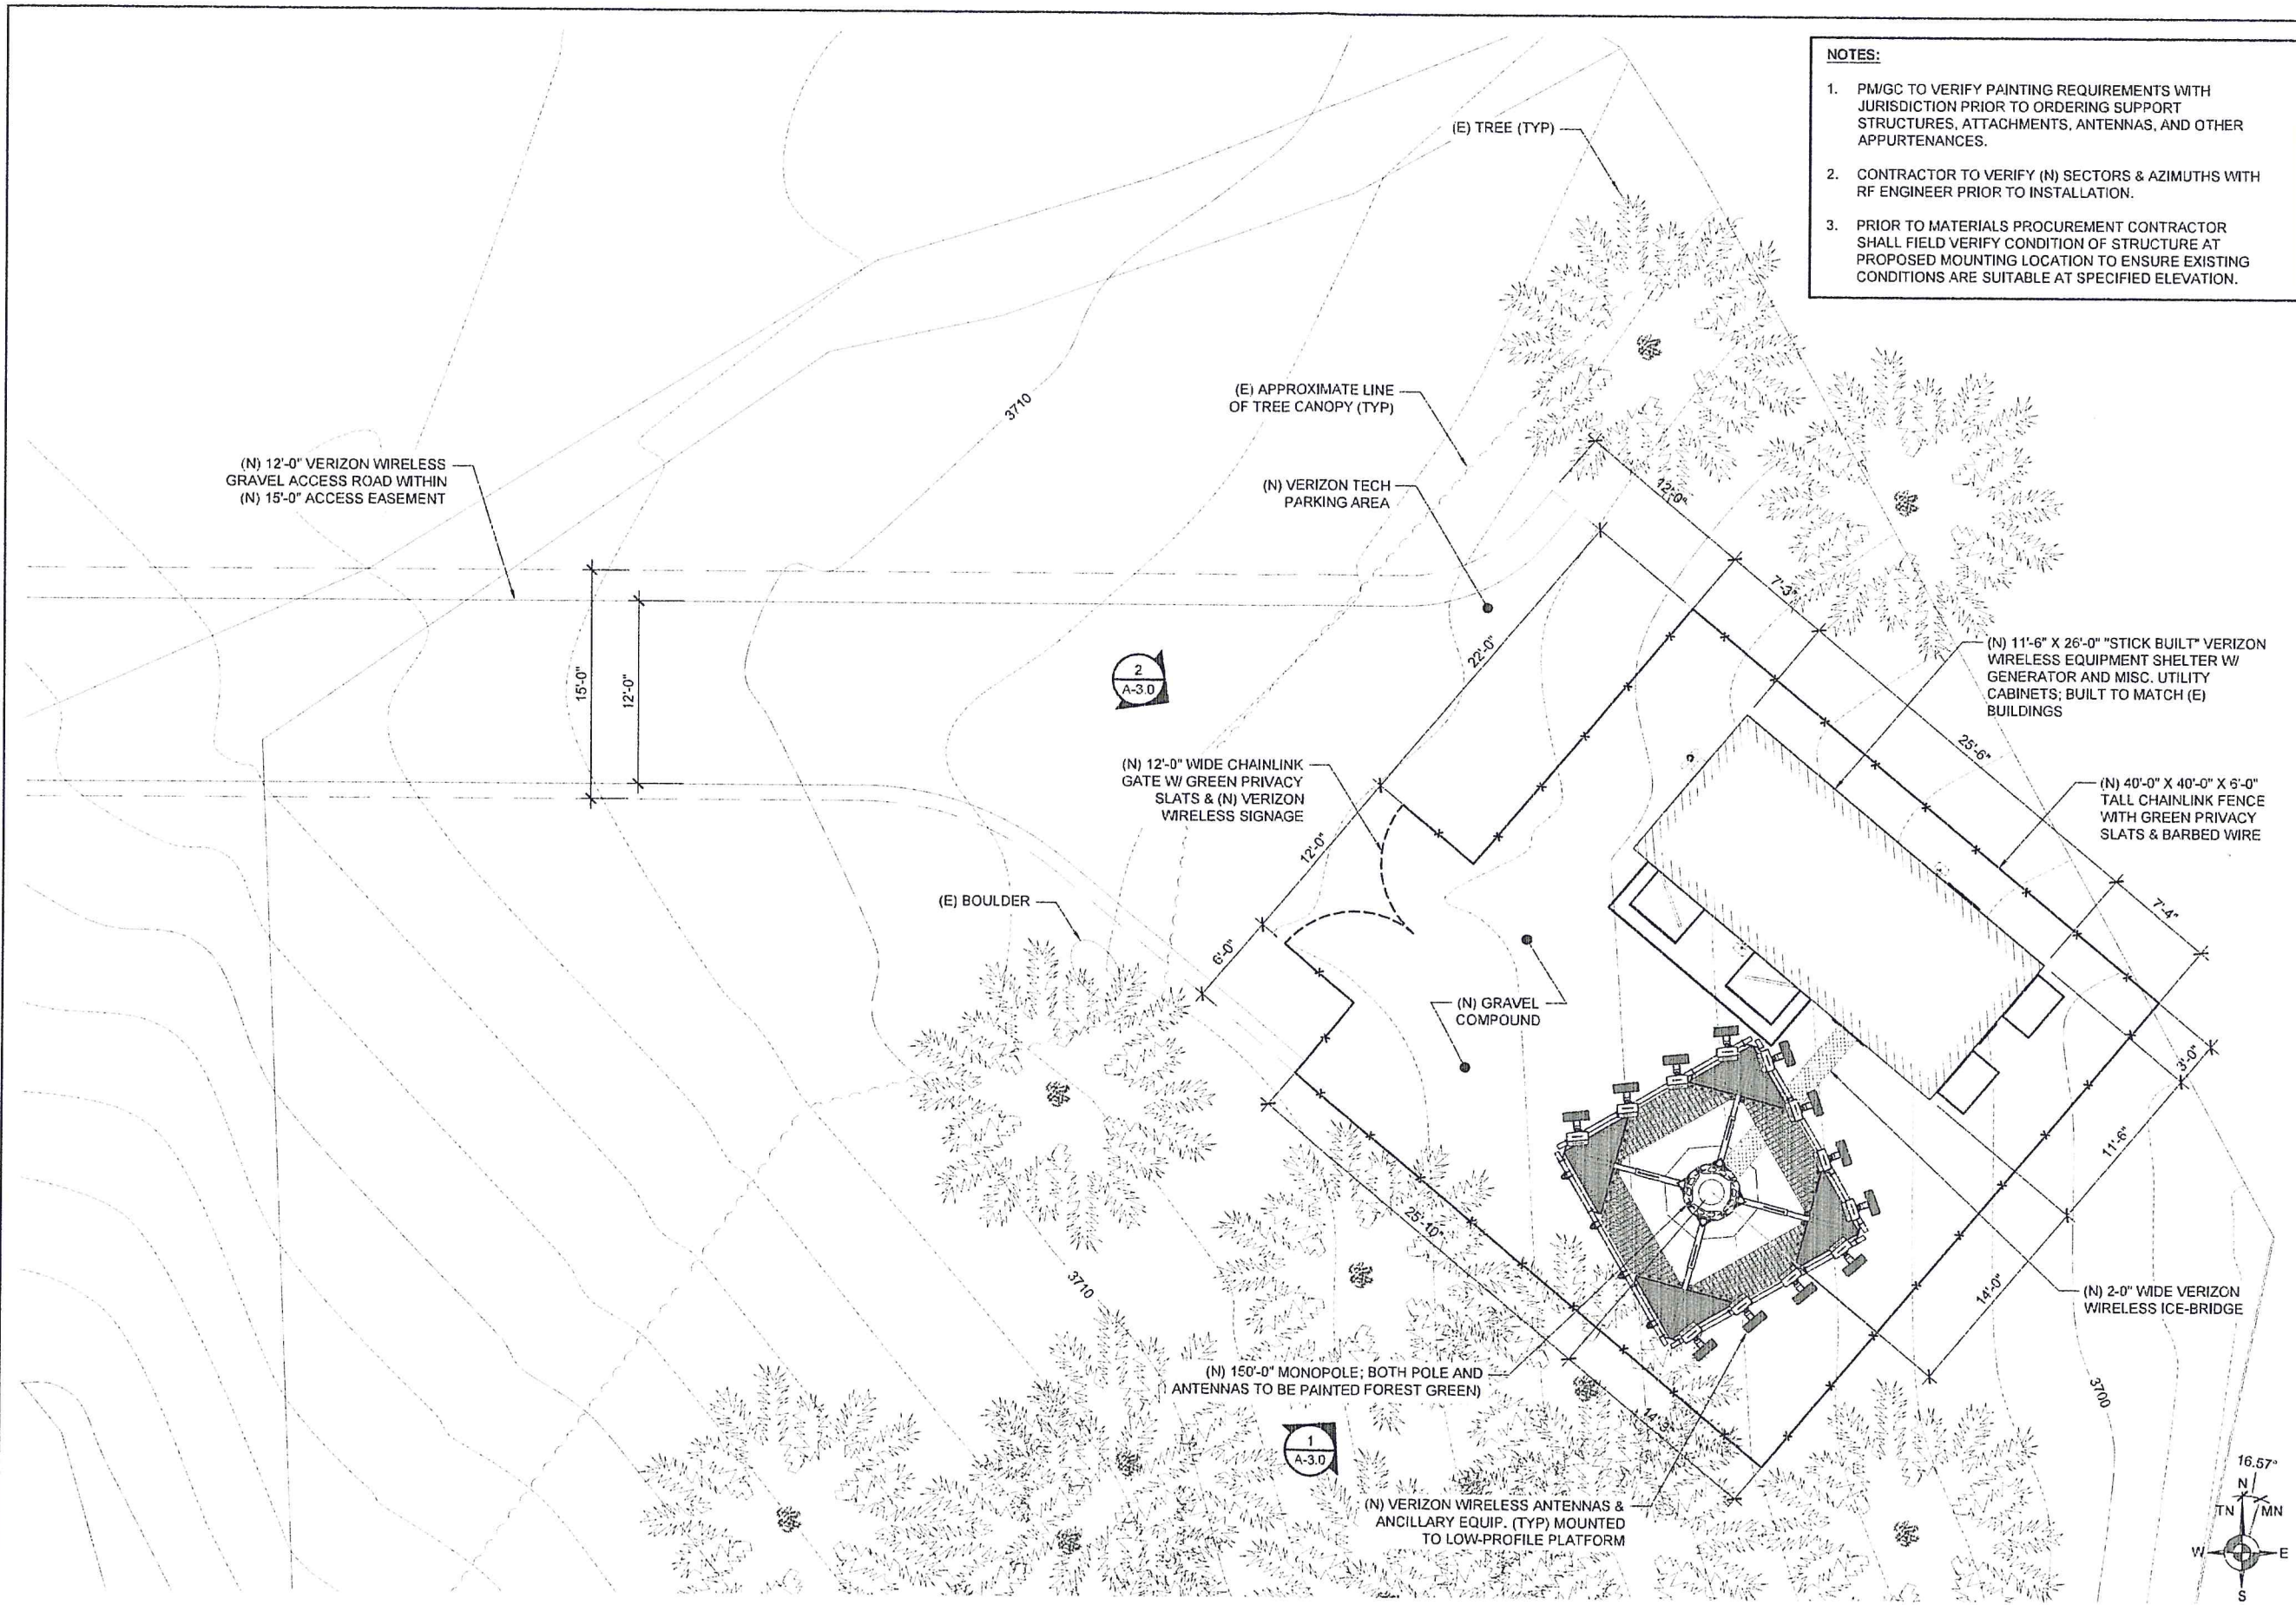 NOTES:
1. PM/GC TO VERIFY PAINTING REQUIREMENTS WITH
JURISDICTION PRIOR TO ORDERING SUPPORT
STRUCTURES, ATTACHMENTS, ANTENNAS, AND OTHER
APPURTENANCES.
2. CONTRACTOR TO VERIFY (N) SECTORS & AZIMUTHS WITH
RF ENGINEER PRIOR TO INSTALLATION.
3. PRIOR TO MATERIALS PROCUREMENT CONTRACTOR
SHALL FIELD VERIFY CONDITION OF STRUCTURE AT
PROPOSED MOUNTING LOCATION TO ENSURE EXISTING
CONDITIONS ARE SUITABLE AT SPECIFIED ELEVATION.
(E) TREE (TYP)
(E) APPROXIMATE LINE
OF TREE CANOPY (TYP)
3710
(N) 12'-0" VERIZON WIRELESS
GRAVEL ACCESS ROAD WITHIN
(N) 15'-0" ACCESS EASEMENT
(N) VERIZON TECH
PARKING AREA
12'-0"
7'-3"
22'-0"
15'-0"
12'-0"
2
A-3.0
(N) 11'-6" X 26'-0" "STICK BUILT" VERIZON
WIRELESS EQUIPMENT SHELTER W/
GENERATOR AND MISC. UTILITY
CABINETS; BUILT TO MATCH (E)
BUILDINGS
25'-6"
(N) 12'-0" WIDE CHAINLINK
GATE W/ GREEN PRIVACY
SLATS & (N) VERIZON
WIRELESS SIGNAGE
(N) 40'-0" X 40'-0" X 6'-0"
TALL CHAINLINK FENCE
WITH GREEN PRIVACY
SLATS & BARBED WIRE
12'-0"
(E) BOULDER
7'-4"
6'-0"
(N) GRAVEL
COMPOUND
3'-0"
11'-6"
25'-10"
3710
14'-0"
(N) 2-0" WIDE VERIZON
WIRELESS ICE-BRIDGE
(N) 150'-0" MONOPOLE; BOTH POLE AND
ANTENNAS TO BE PAINTED FOREST GREEN)
3700
14'-9"
1
A-3.0
(N) VERIZON WIRELESS ANTENNAS &
ANCILLARY EQUIP. (TYP) MOUNTED
TO LOW-PROFILE PLATFORM
16.57°
N
TN MN
W E
S